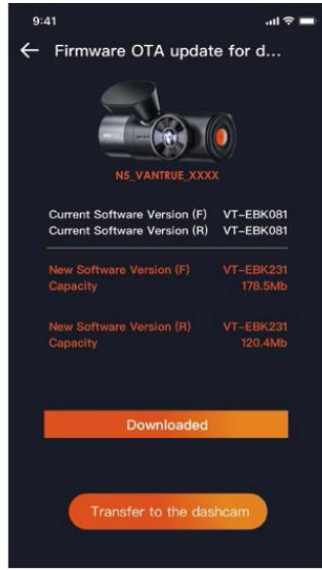 9:41
Firmware OTA update for d...
N5_VANTRUE_XXXX
Current Software Version (F) VT-EBK081
Current Software Version (R) VT-EBK081
New Software Version (F) VT-EBK231
Capacity 178.5Mb
New Software Version (R) VT-EBK231
Capacity 120.4Mb
Downloaded
Transfer to the dashcam